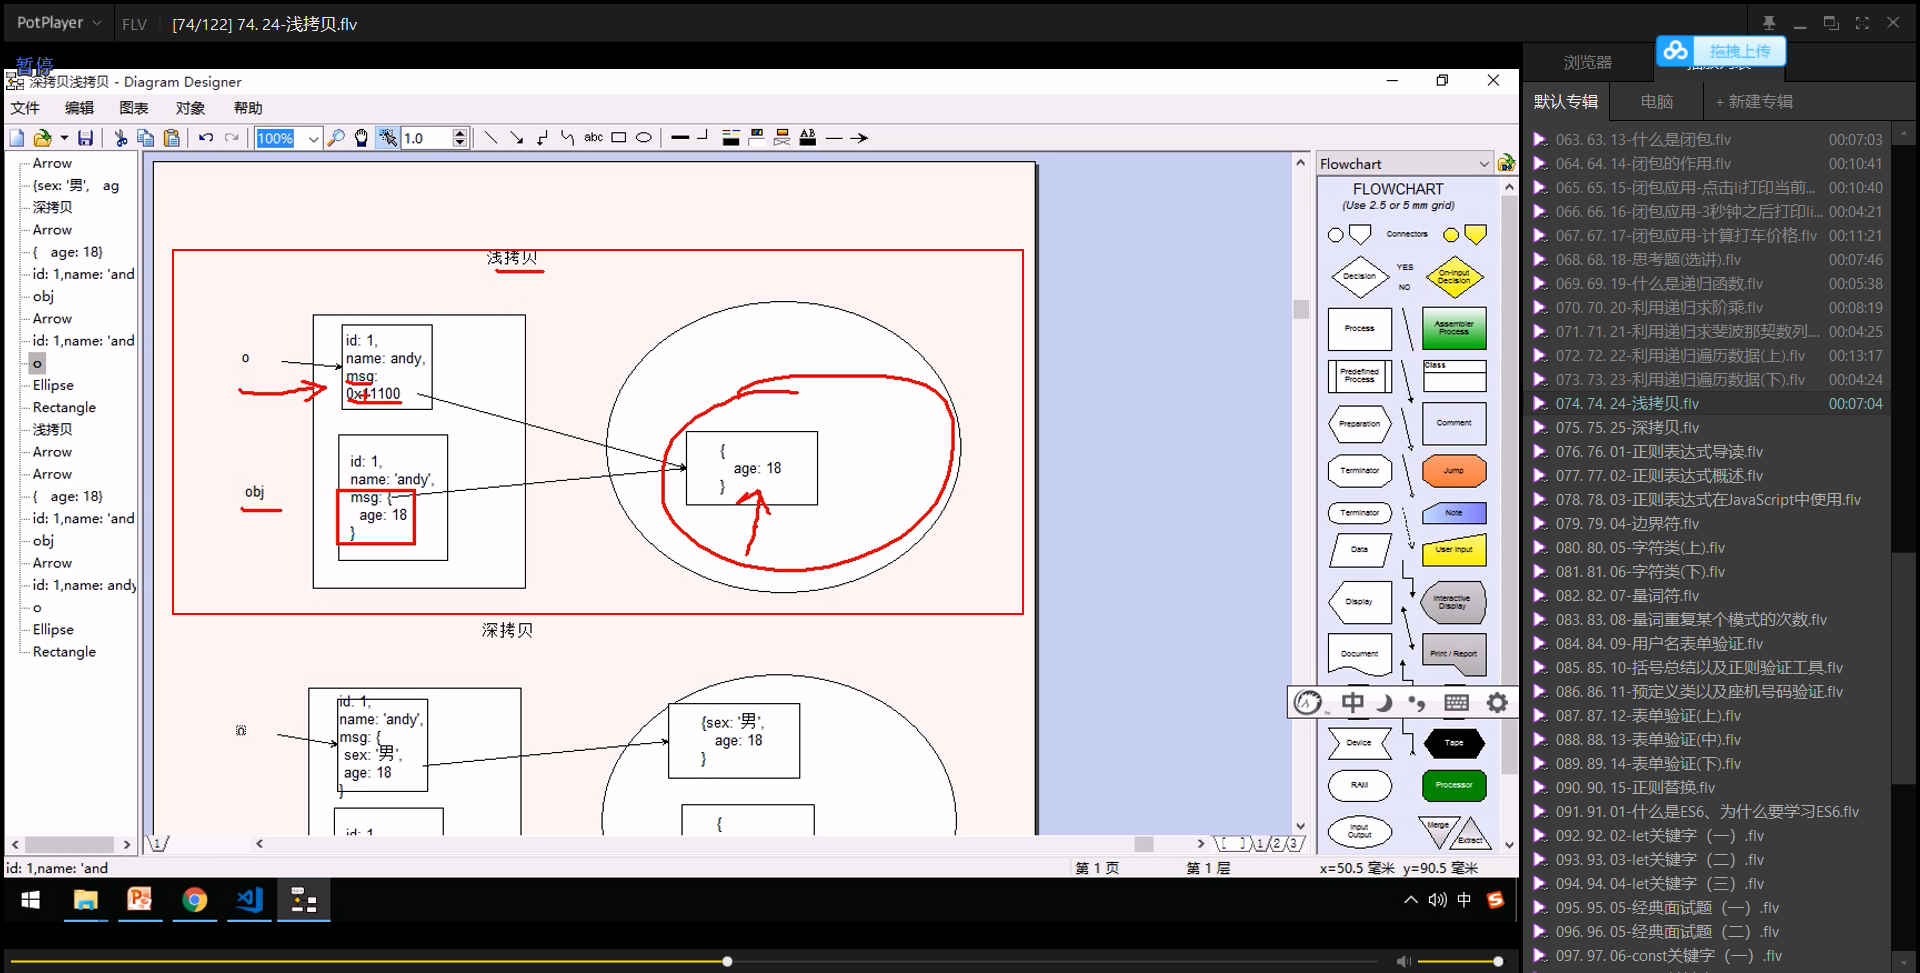 PotPlayer
FLV
[74/122] 74. 24-浅拷贝.flv
暂停
拖拽上传
浏览器
深拷贝浅拷贝 - Diagram Designer
文件 编辑 图表 对象 帮助
默认专辑 电脑 + 新建专辑
100%
1.0
abc
AB
Arrow
{sex: '男', ag
深拷贝
Arrow
{ age: 18}
id: 1,name: 'and
obj
Arrow
id: 1,name: 'and
o
Ellipse
Rectangle
浅拷贝
Arrow
Arrow
{ age: 18}
id: 1,name: 'and
obj
Arrow
id: 1,name: andy
o
Ellipse
Rectangle
浅拷贝
o
id: 1,
name: andy,
msg:
0x11100
obj
id: 1,
name: 'andy',
msg: {
age: 18
}
{
age: 18
}
深拷贝
id: 1,
name: 'andy',
msg: {
sex: '男',
age: 18
}
{sex: '男',
age: 18
}
id: 1
{
Flowchart
FLOWCHART
(Use 2.5 or 5 mm grid)
Connectors
Decision
YES
NO
On-Input
Decision
Process
Assembler
Process
Predefined
Process
Class
Preparation
Comment
Terminator
Jump
Terminator
Note
Data
User Input
Display
Interactive
Display
Document
Print / Report
中
Device
Tape
RAM
Processor
Input
Output
Merge
Extract
1
[ ] 1 2 3
id: 1,name: 'and
第 1 页
第 1 层
x=50.5 毫米 y=90.5 毫米
中
063. 63. 13-什么是闭包.flv 00:07:03
064. 64. 14-闭包的作用.flv 00:10:41
065. 65. 15-闭包应用-点击li打印当前... 00:10:40
066. 66. 16-闭包应用-3秒钟之后打印li... 00:04:21
067. 67. 17-闭包应用-计算打车价格.flv 00:11:21
068. 68. 18-思考题(选讲).flv 00:07:46
069. 69. 19-什么是递归函数.flv 00:05:38
070. 70. 20-利用递归求阶乘.flv 00:08:19
071. 71. 21-利用递归求斐波那契数列.... 00:04:25
072. 72. 22-利用递归遍历数据(上).flv 00:13:17
073. 73. 23-利用递归遍历数据(下).flv 00:04:24
074. 74. 24-浅拷贝.flv 00:07:04
075. 75. 25-深拷贝.flv
076. 76. 01-正则表达式导读.flv
077. 77. 02-正则表达式概述.flv
078. 78. 03-正则表达式在JavaScript中使用.flv
079. 79. 04-边界符.flv
080. 80. 05-字符类(上).flv
081. 81. 06-字符类(下).flv
082. 82. 07-量词符.flv
083. 83. 08-量词重复某个模式的次数.flv
084. 84. 09-用户名表单验证.flv
085. 85. 10-括号总结以及正则验证工具.flv
086. 86. 11-预定义类以及座机号码验证.flv
087. 87. 12-表单验证(上).flv
088. 88. 13-表单验证(中).flv
089. 89. 14-表单验证(下).flv
090. 90. 15-正则替换.flv
091. 91. 01-什么是ES6、为什么要学习ES6.flv
092. 92. 02-let关键字（一）.flv
093. 93. 03-let关键字（二）.flv
094. 94. 04-let关键字（三）.flv
095. 95. 05-经典面试题（一）.flv
096. 96. 05-经典面试题（二）.flv
097. 97. 06-const关键字（一）.flv